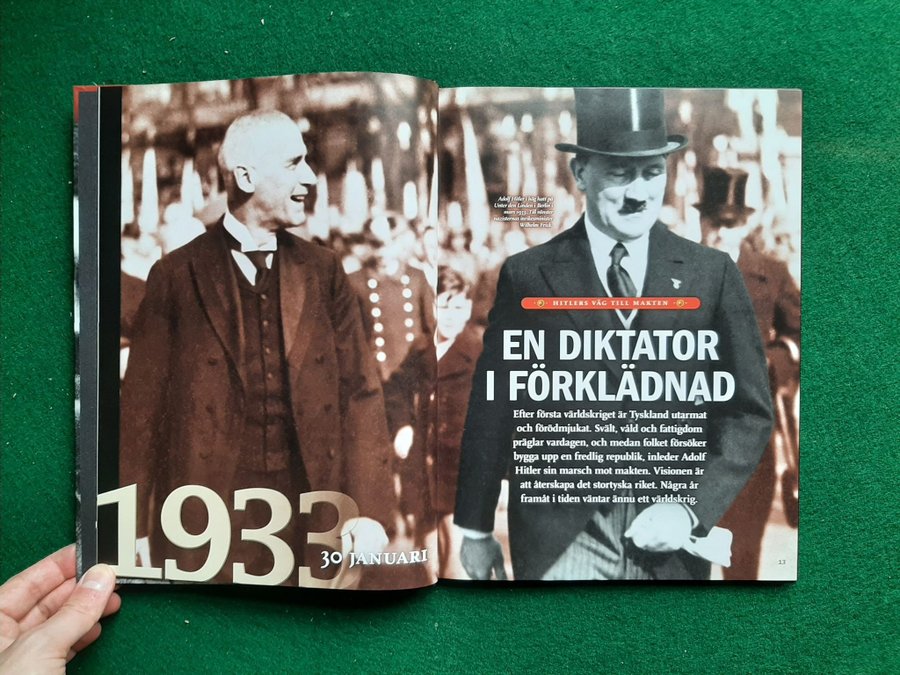 1933
30 JANUARI
Adolf Hitler i hög hatt på
Unter den Linden i Berlin i
mars 1933. Till vänster
nazisternas inrikesminister
Wilhelm Frick.
HITLERS VÄG TILL MAKTEN
EN DIKTATOR
I FÖRKLÄDNAD
Efter första världskriget är Tyskland utarmat
och förödmjukat. Svält, våld och fattigdom
präglar vardagen, och medan folket försöker
bygga upp en fredlig republik, inleder Adolf
Hitler sin marsch mot makten. Visionen är
att återskapa det stortyska riket. Några år
framåt i tiden väntar ännu ett världskrig.
13